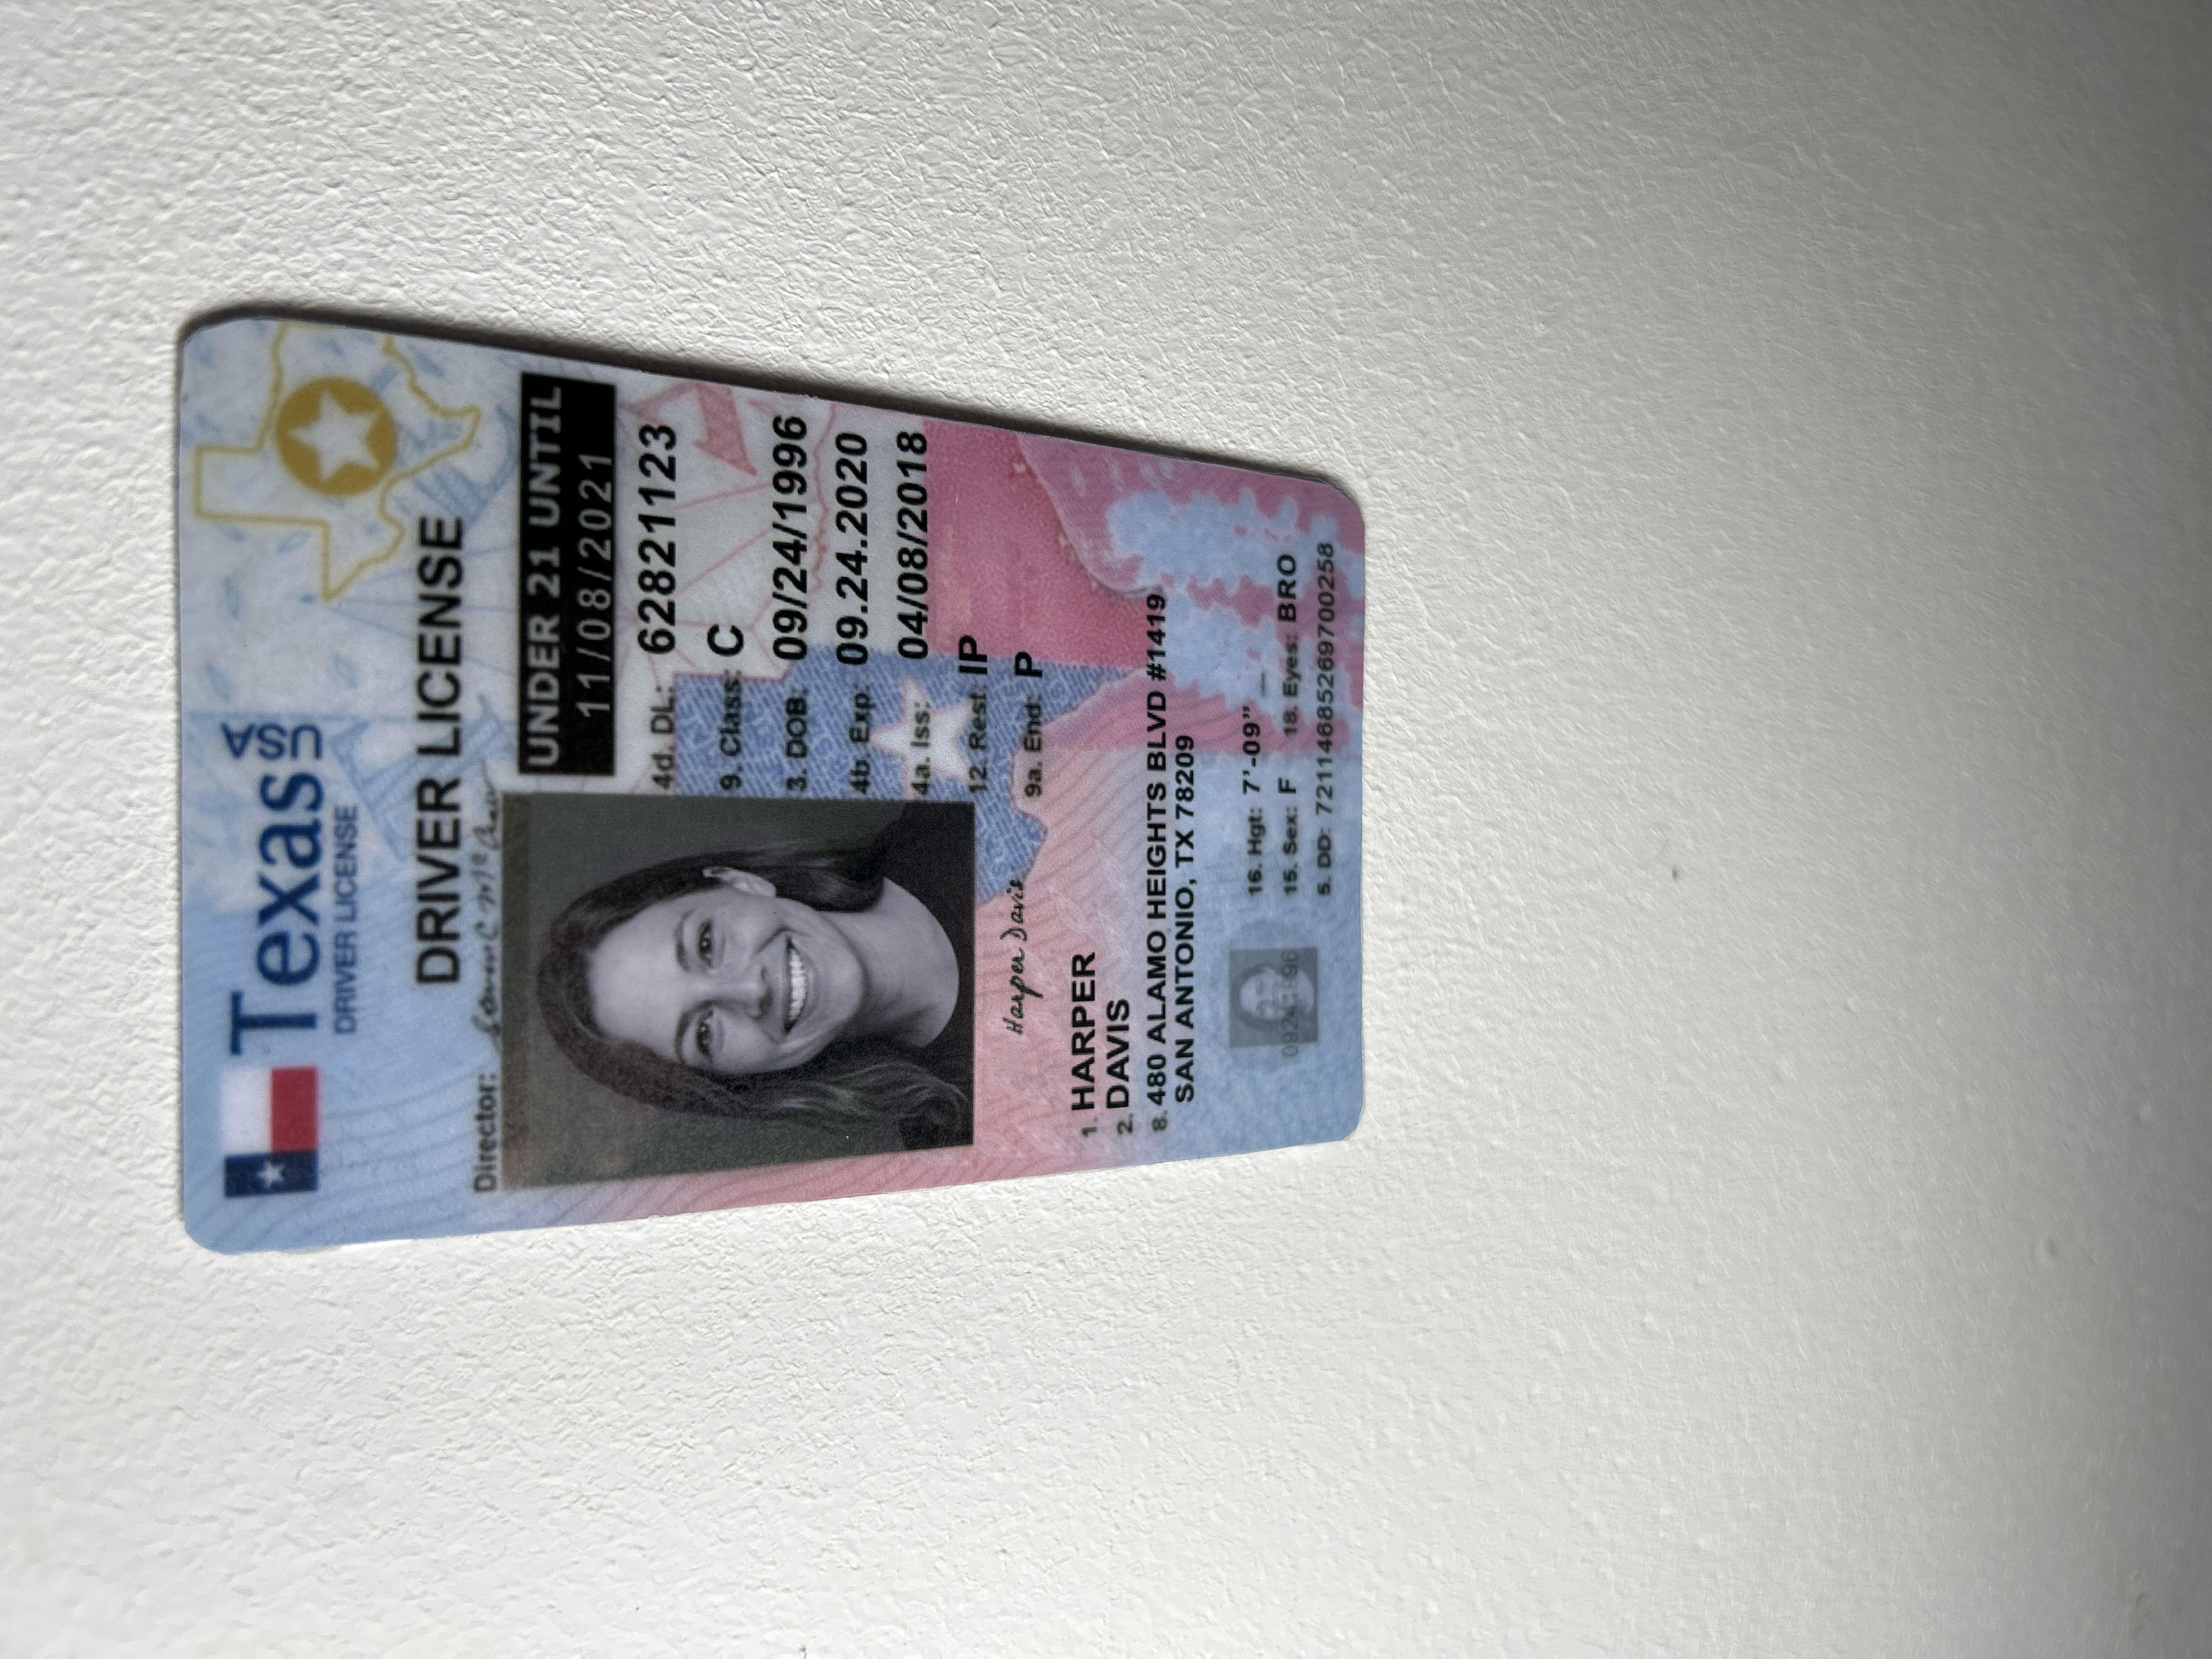 Texas USA
DRIVER LICENSE
DRIVER LICENSE
Director:
UNDER 21 UNTIL
11/08/2021
4d. DL: 62821123
9. Class: C
3. DOB: 09/24/1996
4b. Exp: 09.24.2020
4a. Iss: 04/08/2018
12. Rest: IP
9a. End: P
Harper Davis
1. HARPER
2. DAVIS
8. 480 ALAMO HEIGHTS BLVD #1419
SAN ANTONIO, TX 78209
09241996
16. Hgt: 7'-09" _
15. Sex: F 18. Eyes: BRO
5. DD: 72114685269700258